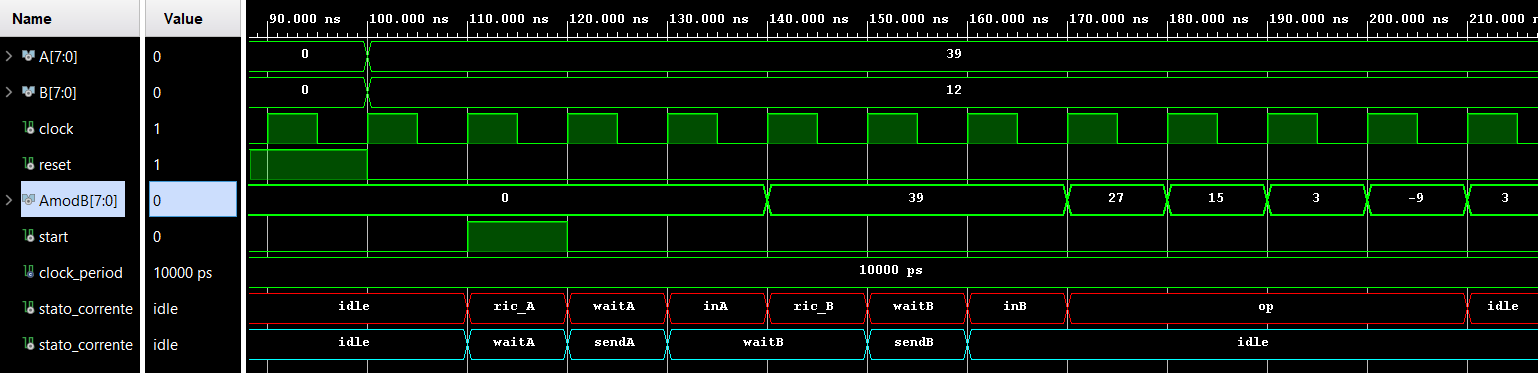 Name Value 90.000 ns 100.000 ns 110.000 ns 120.000 ns 130.000 ns 140.000 ns 150.000 ns 160.000 ns 170.000 ns 180.000 ns 190.000 ns 200.000 ns 210.000 n
A[7:0] 0 0 39
B[7:0] 0 0 12
clock 1
reset 1
AmodB[7:0] 0 0 39 27 15 3 -9 3
start 0
clock_period 10000 ps 10000 ps
stato_corrente idle idle ric_A waitA inA ric_B waitB inB op idle
stato_corrente idle idle waitA sendA waitB sendB idle